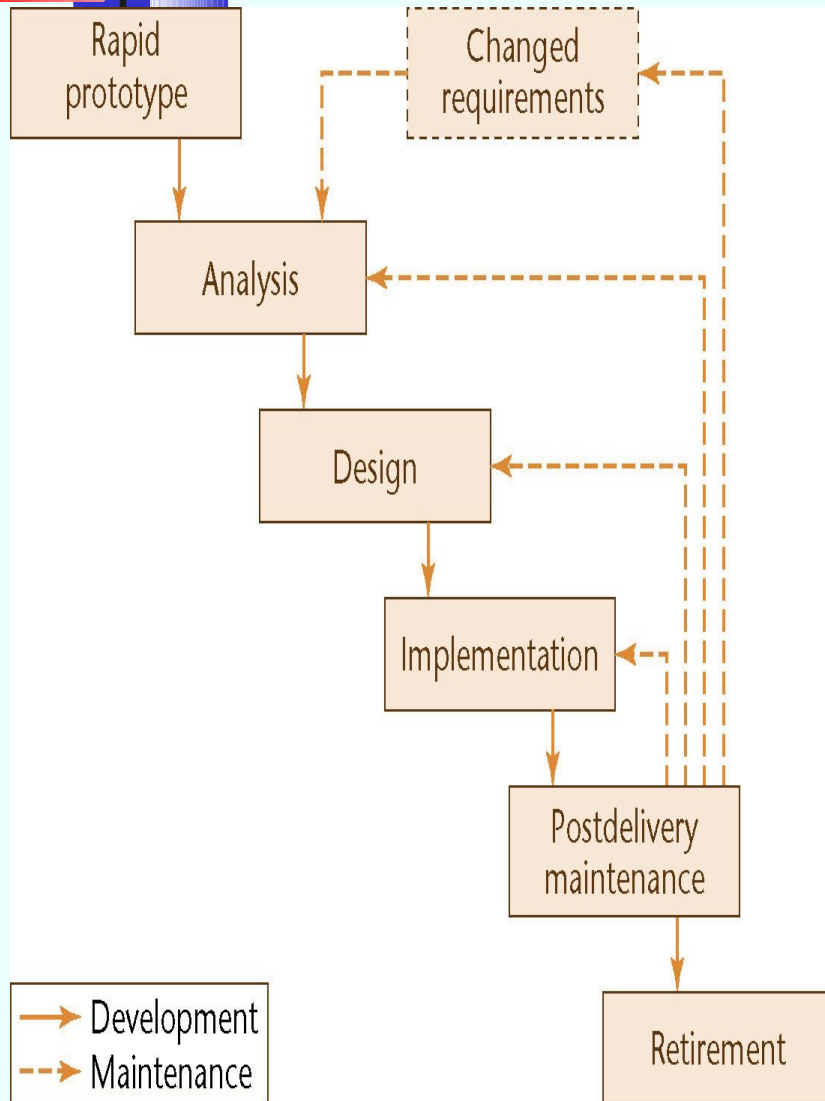 Rapid
prototype
Changed
requirements
Analysis
Design
Implementation
Postdelivery
maintenance
Retirement
Development
Maintenance